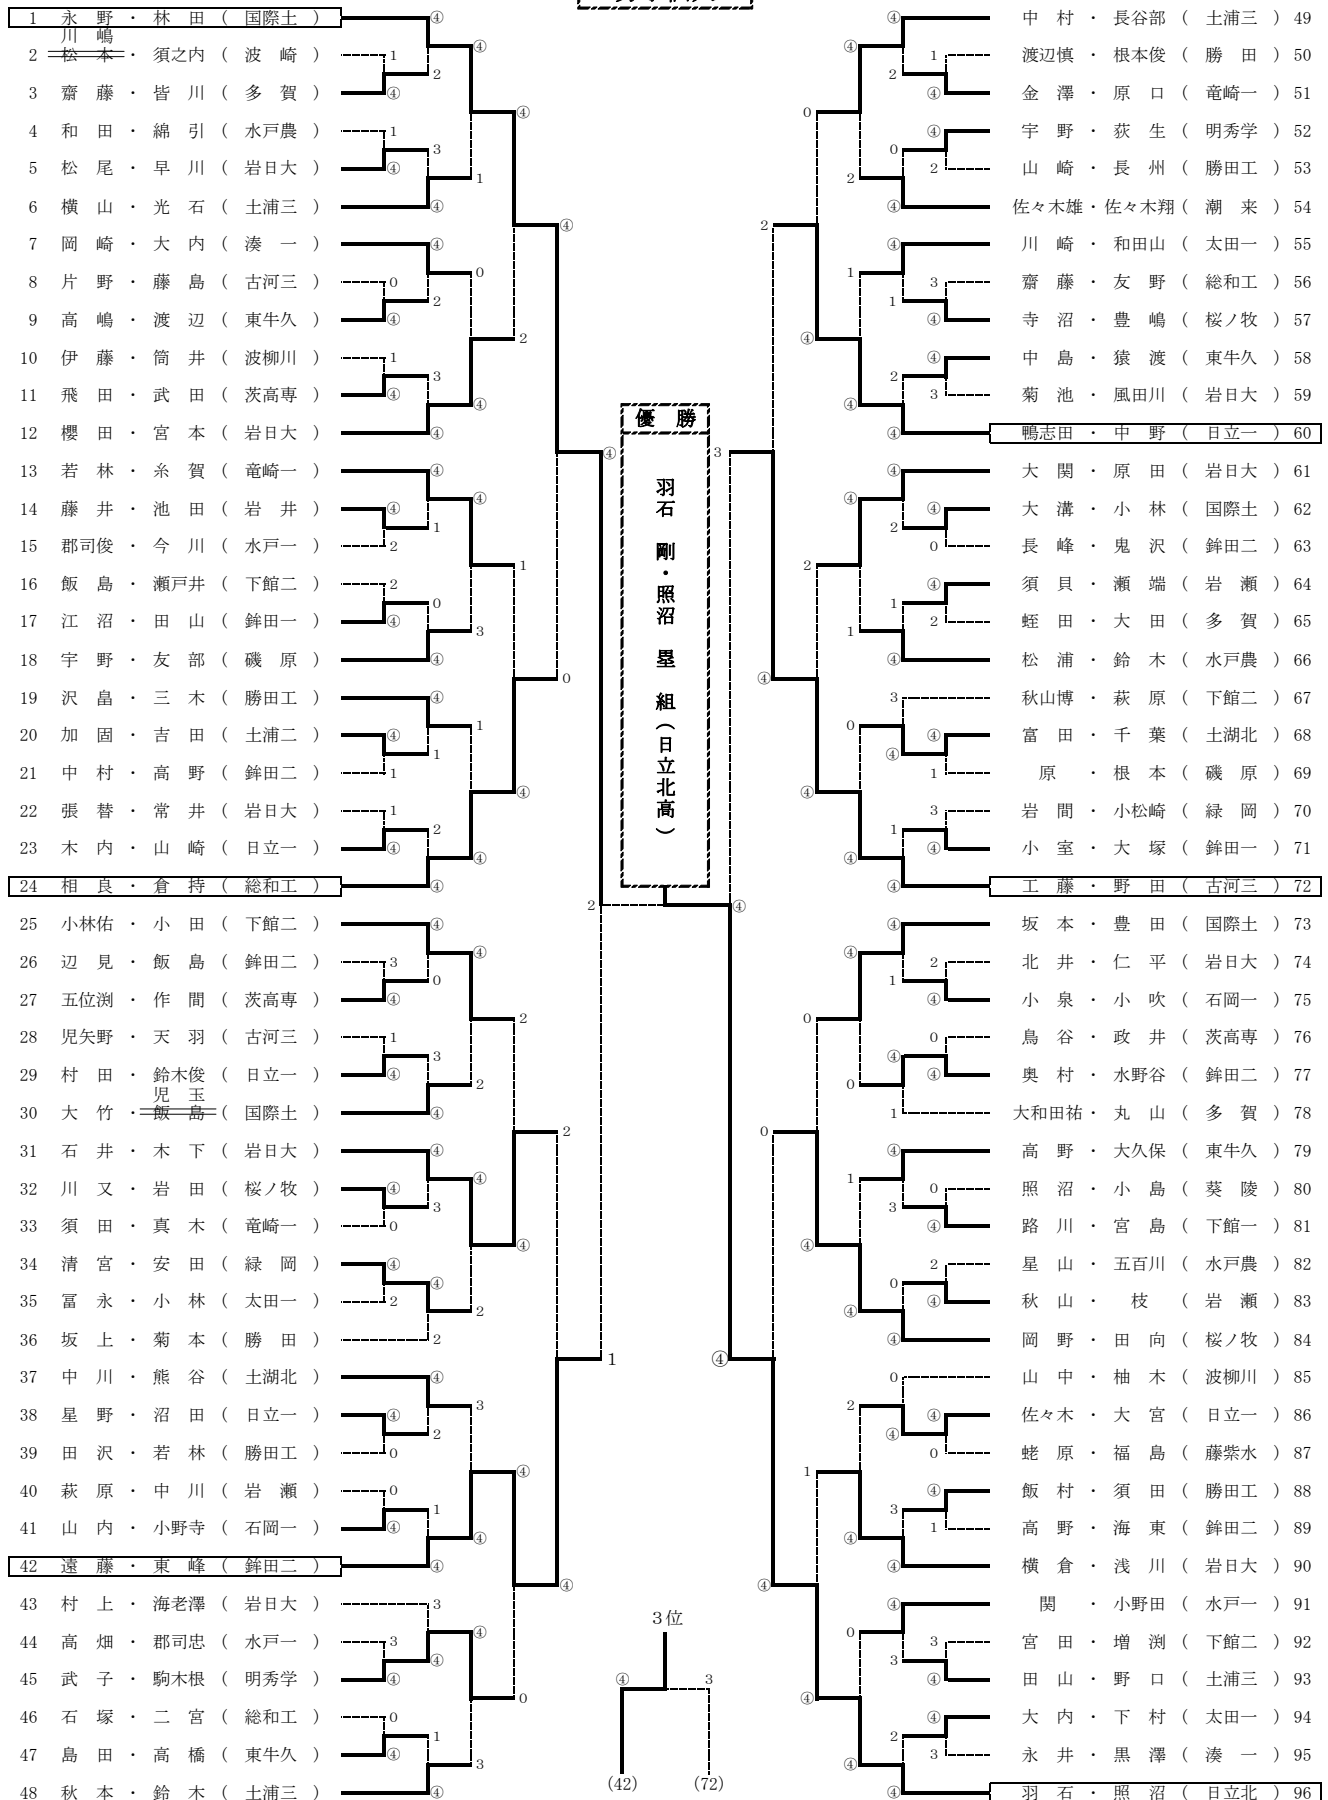 1 永野・林田(国際土)
川嶋
2 松本・須之内(波崎)
3 齋藤・皆川(多賀)
4 和田・綿引(水戸農)
5 松尾・早川(岩日大)
6 横山・光石(土浦三)
7 岡崎・大内(湊一)
8 片野・藤島(古河三)
9 高嶋・渡辺(東牛久)
10 伊藤・筒井(波柳川)
11 飛田・武田(茨高専)
12 櫻田・宮本(岩日大)
13 若林・糸賀(竜崎一)
14 藤井・池田(岩井)
15 郡司俊・今川(水戸一)
16 飯島・瀬戸井(下館二)
17 江沼・田山(鉾田一)
18 宇野・友部(磯原)
19 沢畠・三木(勝田工)
20 加固・吉田(土浦二)
21 中村・高野(鉾田二)
22 張替・常井(岩日大)
23 木内・山崎(日立一)
24 相良・倉持(総和工)
25 小林佑・小田(下館二)
26 辺見・飯島(鉾田二)
27 五位渕・作間(茨高専)
28 児矢野・天羽(古河三)
29 村田・鈴木俊(日立一)
児玉
30 大竹・飯島(国際土)
31 石井・木下(岩日大)
32 川又・岩田(桜ノ牧)
33 須田・真木(竜崎一)
34 清宮・安田(緑岡)
35 冨永・小林(太田一)
36 坂上・菊本(勝田)
37 中川・熊谷(土湖北)
38 星野・沼田(日立一)
39 田沢・若林(勝田工)
40 萩原・中川(岩瀬)
41 山内・小野寺(石岡一)
42 遠藤・東峰(鉾田二)
43 村上・海老澤(岩日大)
44 高畑・郡司忠(水戸一)
45 武子・駒木根(明秀学)
46 石塚・二宮(総和工)
47 島田・高橋(東牛久)
48 秋本・鈴木(土浦三)
優勝
羽石 剛・照沼 塁 組(日立北高)
3位
④ 3
(42) (72)
中村・長谷部(土浦三)49
渡辺慎・根本俊(勝田)50
金澤・原口(竜崎一)51
宇野・荻生(明秀学)52
山崎・長州(勝田工)53
佐々木雄・佐々木翔(潮来)54
川崎・和田山(太田一)55
齋藤・友野(総和工)56
寺沼・豊嶋(桜ノ牧)57
中島・猿渡(東牛久)58
菊池・風田川(岩日大)59
鴨志田・中野(日立一)60
大関・原田(岩日大)61
大溝・小林(国際土)62
長峰・鬼沢(鉾田二)63
須貝・瀬端(岩瀬)64
蛭田・大田(多賀)65
松浦・鈴木(水戸農)66
秋山博・萩原(下館二)67
富田・千葉(土湖北)68
原・根本(磯原)69
岩間・小松崎(緑岡)70
小室・大塚(鉾田一)71
工藤・野田(古河三)72
坂本・豊田(国際土)73
北井・仁平(岩日大)74
小泉・小吹(石岡一)75
鳥谷・政井(茨高専)76
奥村・水野谷(鉾田二)77
大和田祐・丸山(多賀)78
高野・大久保(東牛久)79
照沼・小島(葵陵)80
路川・宮島(下館一)81
星山・五百川(水戸農)82
秋山・枝(岩瀬)83
岡野・田向(桜ノ牧)84
山中・柚木(波柳川)85
佐々木・大宮(日立一)86
蛯原・福島(藤紫水)87
飯村・須田(勝田工)88
高野・海東(鉾田二)89
横倉・浅川(岩日大)90
関・小野田(水戸一)91
宮田・増渕(下館二)92
田山・野口(土浦三)93
大内・下村(太田一)94
永井・黒澤(湊一)95
羽石・照沼(日立北)96